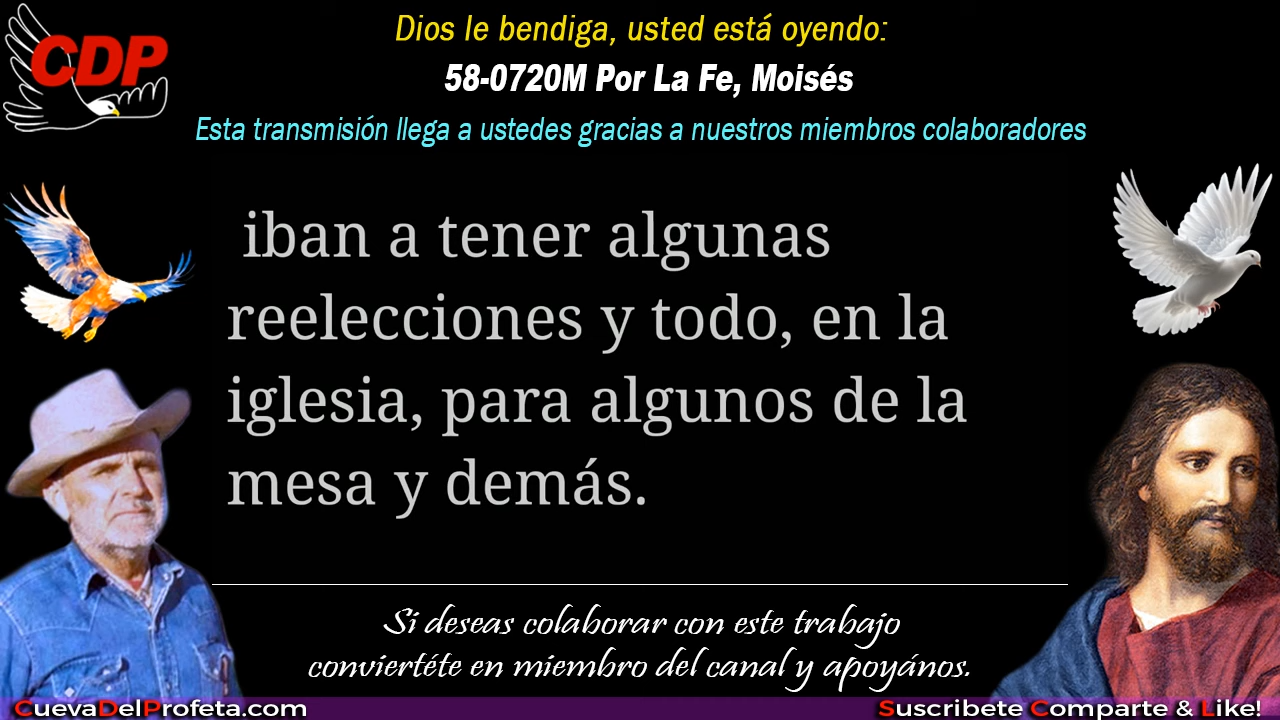 CDP
Dios le bendiga, usted está oyendo:
58-0720M Por La Fe, Moisés
Esta transmisión llega a ustedes gracias a nuestros miembros colaboradores
iban a tener algunas
reelecciones y todo, en la
iglesia, para algunos de la
mesa y demás.
Si deseas colaborar con este trabajo
conviertéte en miembro del canal y apoyános.
CuevaDelProfeta.com
Suscribete Comparte & Like!